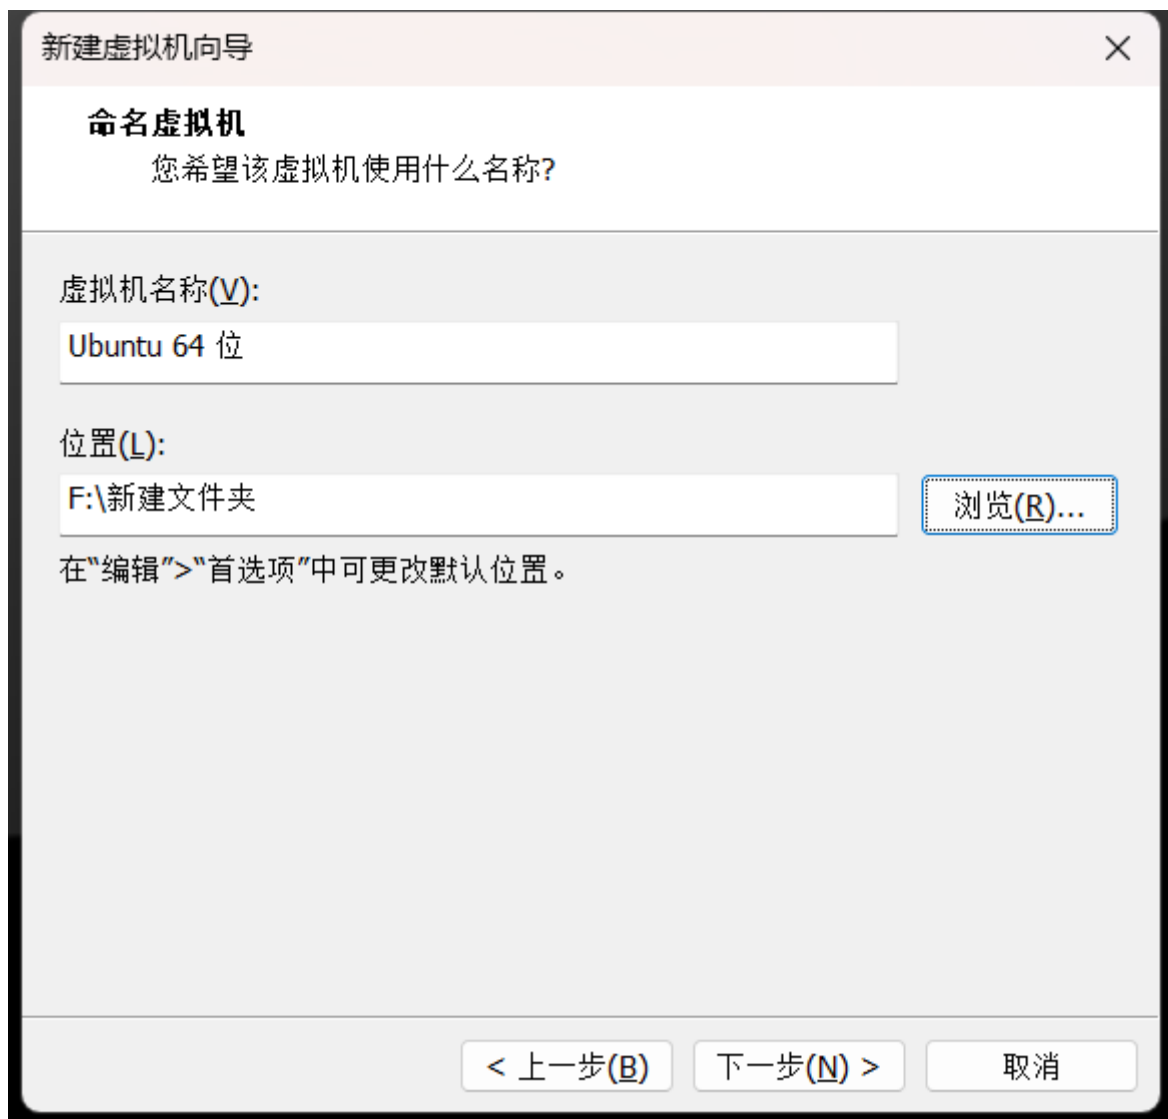 新建虚拟机向导
命名虚拟机
您希望该虚拟机使用什么名称?
虚拟机名称(V):
Ubuntu 64 位
位置(L):
F:\新建文件夹
浏览(R)...
在“编辑”>“首选项”中可更改默认位置。
< 上一步(B)
下一步(N) >
取消